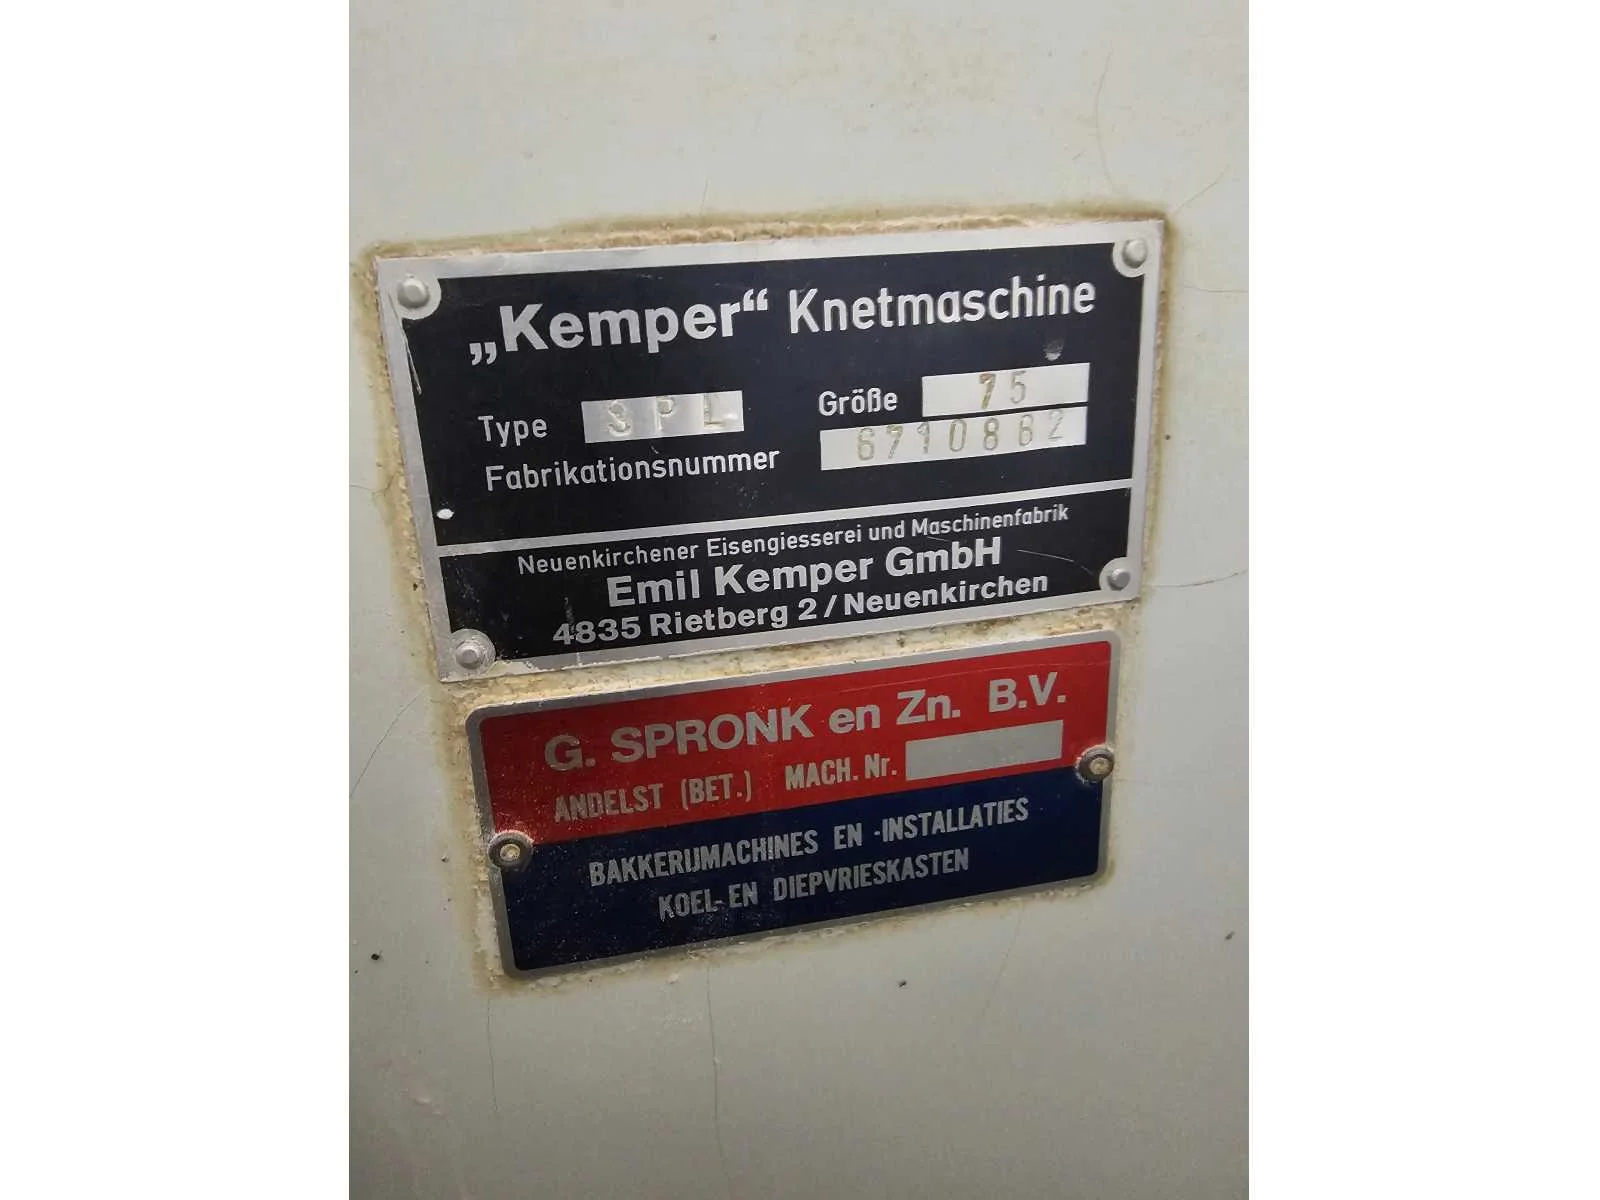 „Kemper“ Knetmaschine
Type SPL Größe 75
Fabrikationsnummer 6710862
Neuenkirchener Eisengiesserei und Maschinenfabrik
Emil Kemper GmbH
4835 Rietberg 2/Neuenkirchen
G. SPRONK en Zn. B.V.
ANDELST (BET.) MACH. Nr.
BAKKERIJMACHINES EN -INSTALLATIES
KOEL- EN DIEPVRIESKASTEN